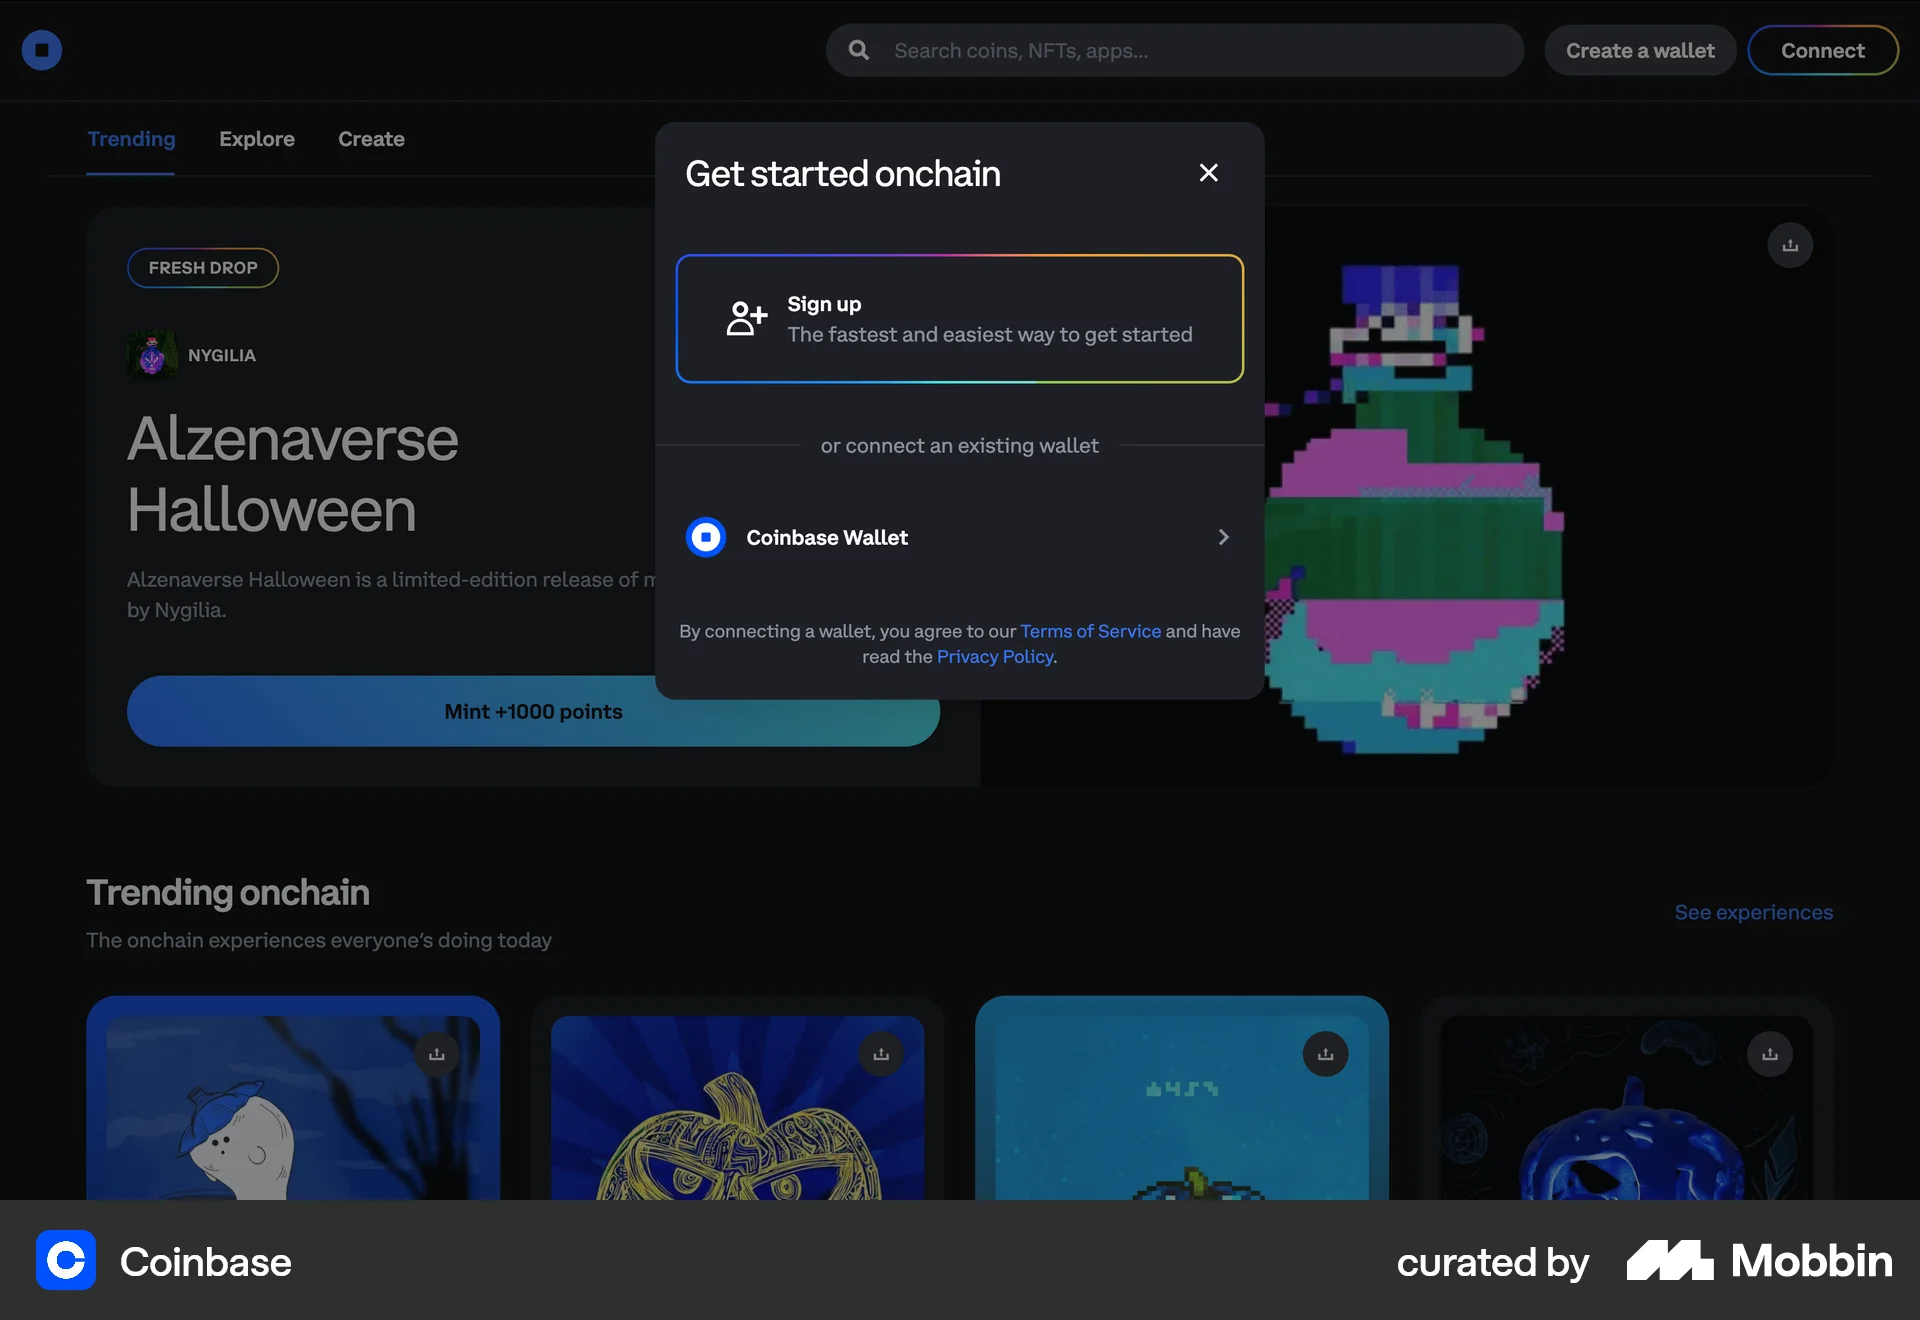 Search coins, NFTs, apps...
Create a wallet
Connect
Trending
Explore
Create
Get started onchain
Sign up
The fastest and easiest way to get started
or connect an existing wallet
Coinbase Wallet
By connecting a wallet, you agree to our Terms of Service and have
read the Privacy Policy.
FRESH DROP
NYGILIA
Alzenaverse
Halloween
Alzenaverse Halloween is a limited-edition release of
by Nygilia.
Mint +1000 points
Trending onchain
The onchain experiences everyone’s doing today
See experiences
Coinbase
curated by
Mobbin